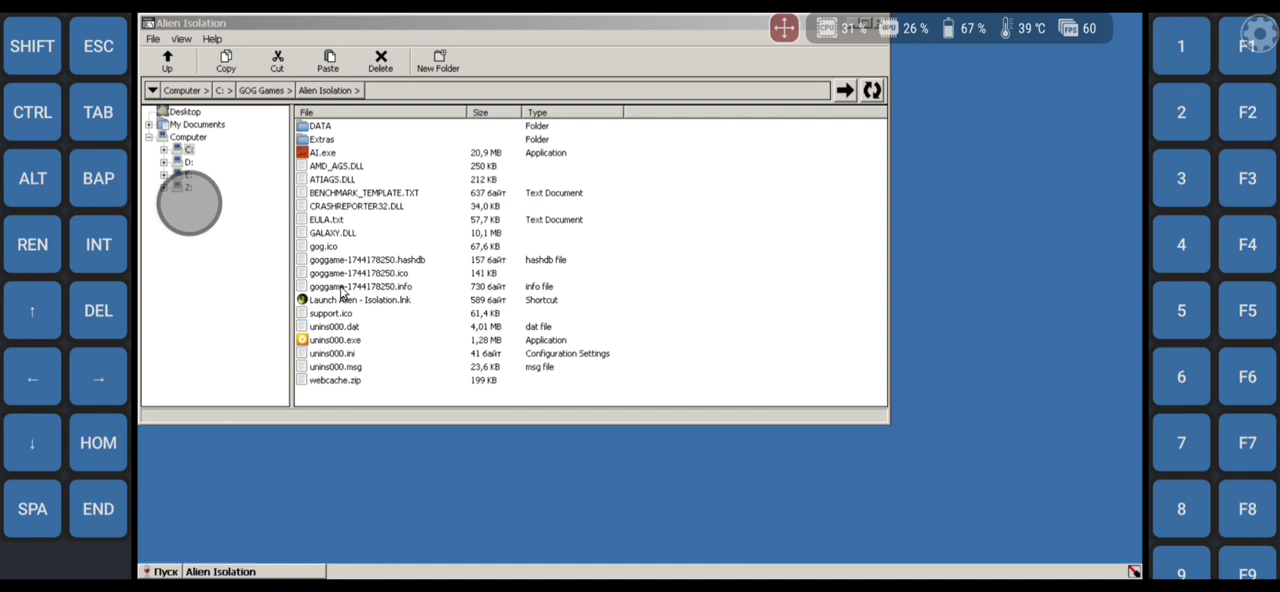 SHIFT ESC
CTRL TAB
ALT BAP
REN INT
↑ DEL
← →
↓ HOM
SPA END
Alien Isolation
31 % 26 % 67 % 39 °C FPS 60
File View Help
Up Copy Cut Paste Delete New Folder
Computer > C: > GOG Games > Alien Isolation >
Desktop
My Documents
Computer
C:
D:
E:
Z:
File Size Type
DATA Folder
Extras Folder
AI.exe 20,9 MB Application
AMD_AGS.DLL 250 KB
ATIAGS.DLL 212 KB
BENCHMARK_TEMPLATE.TXT 637 байт Text Document
CRASHREPORTER32.DLL 34,0 KB
EULA.txt 57,7 KB Text Document
GALAXY.DLL 10,1 MB
gog.ico 67,6 KB
goggame-1744178250.hashdb 157 байт hashdb file
goggame-1744178250.ico 141 KB
goggame-1744178250.info 730 байт info file
Launch Alien - Isolation.lnk 589 байт Shortcut
support.ico 61,4 KB
unins000.dat 4,01 MB dat file
unins000.exe 1,28 MB Application
unins000.ini 41 байт Configuration Settings
unins000.msg 23,6 KB msg file
webcache.zip 199 KB
Пуск Alien Isolation
1 F1
2 F2
3 F3
4 F4
5 F5
6 F6
7 F7
8 F8
9 F9